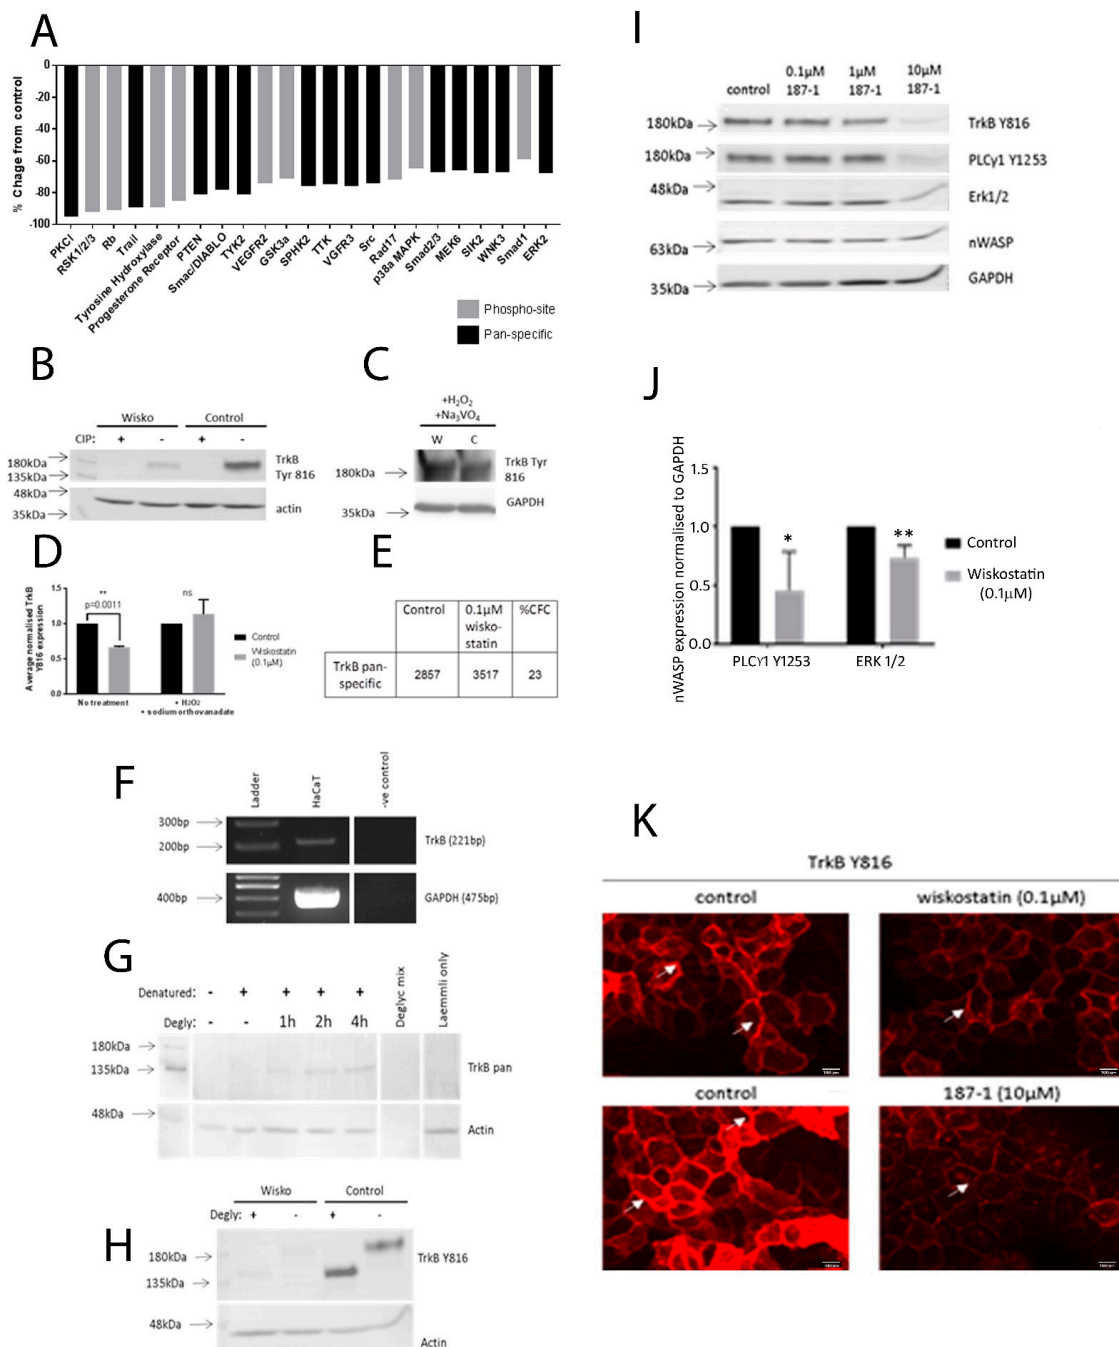 A
0
-20
-40
-60
-80
-100
% Chage from control
PKCI
RSK1/2/3
Rb
Trail
Tyrosine Hydroxylase
Progesterone Receptor
PTEN
Smac/DIABLO
TYK2
VEGFR2
GSK3a
SPHK2
TTK
VGFR3
Src
Rad17
p38a MAPK
Smad2/3
MEK6
SIK2
WNK3
Smad1
ERK2
Phospho-site
Pan-specific
B
Wisko Control
CIP: + - + -
180kDa
135kDa
48kDa
35kDa
TrkB
Tyr 816
actin
C
+H₂O₂
+Na₃VO₄
W C
180kDa
35kDa
TrkB Tyr
816
GAPDH
D
Average normalised TrkB
Y816 expression
1.5
1.0
0.5
0.0
**
p=0.0011
ns
Control
Wiskostatin
(0.1µM)
No treatment
+ H2O2
+ sodium orthovanadate
E
Control 0.1µM wisko-statin %CFC
TrkB pan-specific 2857 3517 23
F
Ladder
HaCaT
-ve control
300bp
200bp
400bp
TrkB (221bp)
GAPDH (475bp)
G
Denatured: - + + + +
Degly: - - 1h 2h 4h
Deglyc mix
Laemmli only
180kDa
135kDa
48kDa
TrkB pan
Actin
H
Wisko Control
Degly: + - + -
180kDa
135kDa
48kDa
TrkB Y816
Actin
I
control
0.1µM
187-1
1µM
187-1
10µM
187-1
180kDa
180kDa
48kDa
63kDa
35kDa
TrkB Y816
PLCγ1 Y1253
Erk1/2
nWASP
GAPDH
J
nWASP expression normalised to GAPDH
1.5
1.0
0.5
0.0
*
**
Control
Wiskostatin
(0.1µM)
PLCγ1 Y1253
ERK 1/2
K
TrkB Y816
control
wiskostatin (0.1µM)
control
187-1 (10µM)